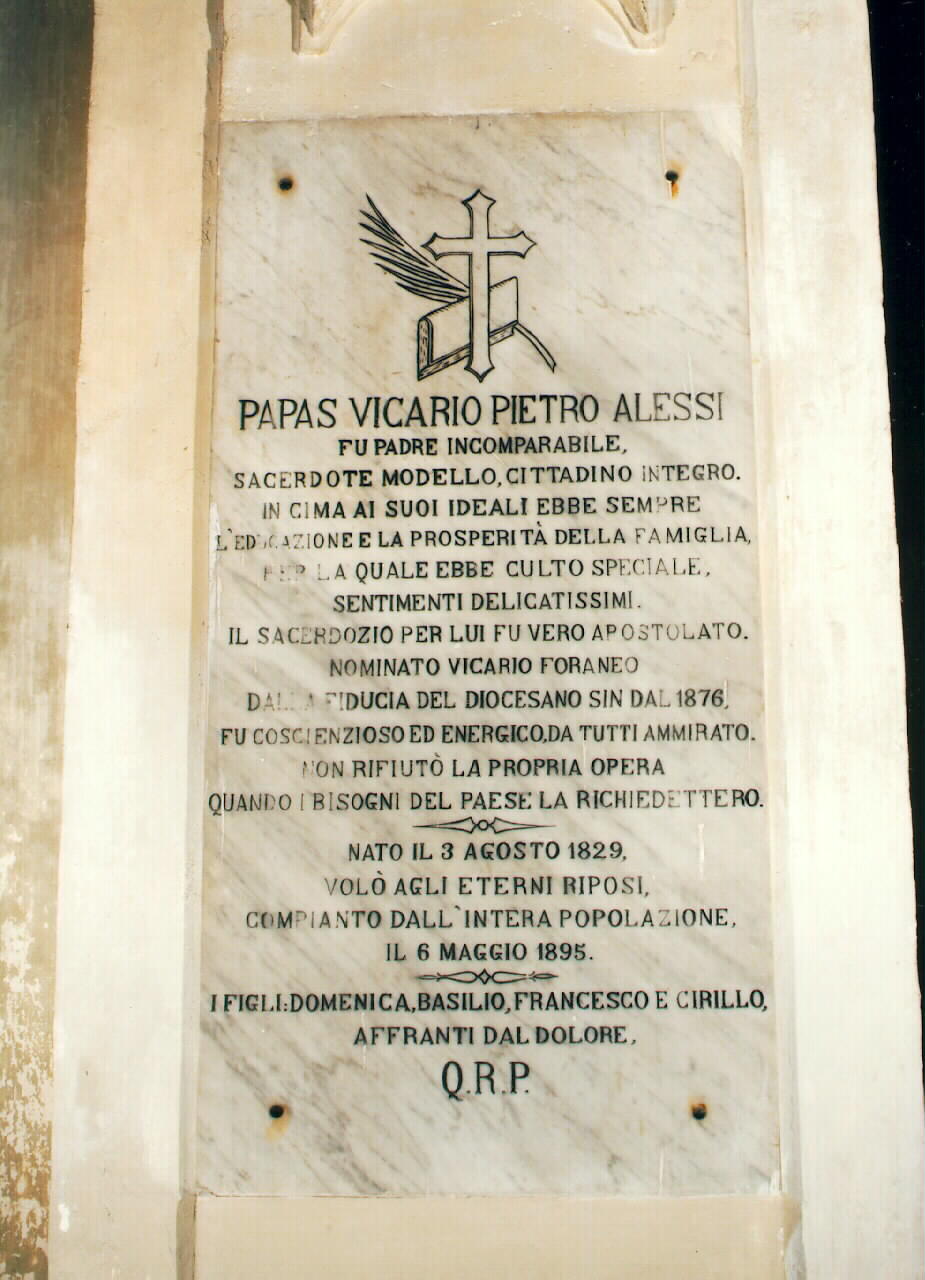 PAPAS VICARIO PIETRO ALESSI
FU PADRE INCOMPARABILE,
SACERDOTE MODELLO, CITTADINO INTEGRO.
IN CIMA AI SUOI IDEALI EBBE SEMPRE
L'EDUCAZIONE E LA PROSPERITÀ DELLA FAMIGLIA,
PER LA QUALE EBBE CULTO SPECIALE,
SENTIMENTI DELICATISSIMI.
IL SACERDOZIO PER LUI FU VERO APOSTOLATO.
NOMINATO VICARIO FORANEO
DALLA FIDUCIA DEL DIOCESANO SIN DAL 1876,
FU COSCIENZIOSO ED ENERGICO, DA TUTTI AMMIRATO.
NON RIFIUTÒ LA PROPRIA OPERA
QUANDO I BISOGNI DEL PAESE LA RICHIEDETTERO.
NATO IL 3 AGOSTO 1829,
VOLÒ AGLI ETERNI RIPOSI,
COMPIANTO DALL'INTERA POPOLAZIONE,
IL 6 MAGGIO 1895.
I FIGLI: DOMENICA, BASILIO, FRANCESCO E CIRILLO,
AFFRANTI DAL DOLORE,
Q.R.P.